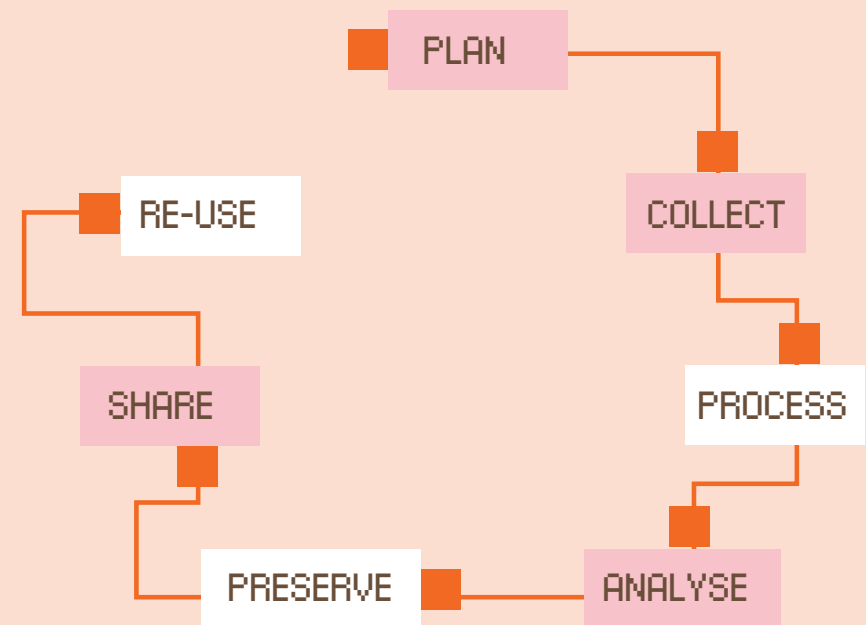 PLAN
COLLECT
PROCESS
ANALYSE
PRESERVE
SHARE
RE-USE